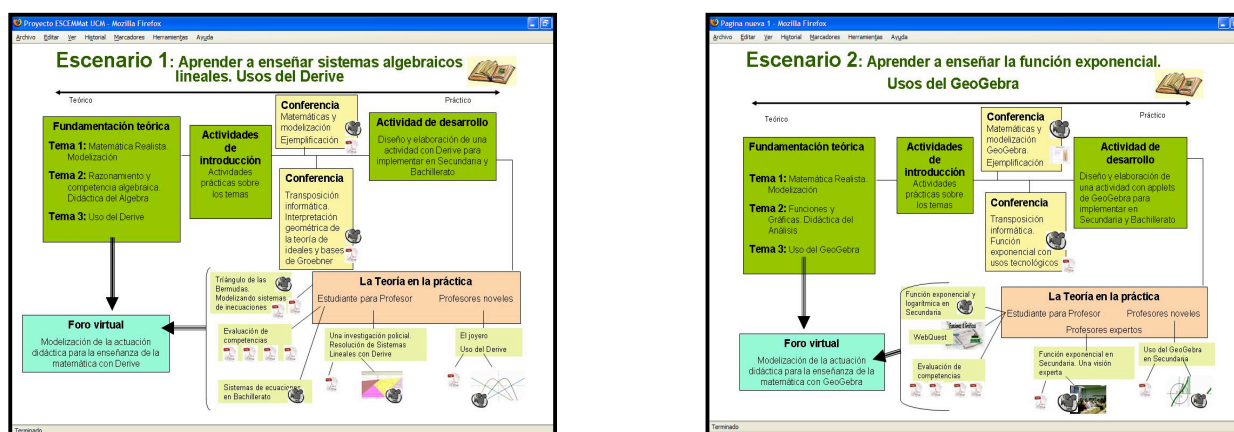 Proyecto ESCEMMat UCM - Mozilla Firefox
Archivo Editar Ver Historial Marcadores Herramientas Ayuda
Escenario 1: Aprender a enseñar sistemas algebraicos
lineales. Usos del Derive
Teórico
Práctico
Fundamentación teórica
Tema 1: Matemática Realista.
Modelización
Tema 2: Razonamiento y
competencia algebraica.
Didáctica del Algebra
Tema 3: Uso del Derive
Actividades
de
introducción
Actividades
prácticas sobre
los temas
Conferencia
Matemáticas y
modelización
Ejemplificación
Conferencia
Transposición
informática.
Interpretación
geométrica de
de la teoría de
ideales y bases
de Groebner
Actividad de desarrollo
Diseño y elaboración de una
actividad con Derive para
implementar en Secundaria y
Bachillerato
Triángulo de las
Bermudas.
Modelizando sistemas
de inecuaciones
Evaluación de
competencias
Sistemas de ecuaciones
en Bachillerato
La Teoría en la práctica
Estudiante para Profesor
Profesores noveles
Una investigación policial.
Resolución de Sistemas
Lineales con Derive
El joyero
Uso del Derive
Foro virtual
Modelización de la actuación
didáctica para la enseñanza de la
matemática con Derive
Terminado
Pagina nueva 1 - Mozilla Firefox
Archivo Editar Ver Historial Marcadores Herramientas Ayuda
Escenario 2: Aprender a enseñar la función exponencial.
Usos del GeoGebra
Teórico
Práctico
Fundamentación teórica
Tema 1: Matemática Realista.
Modelización
Tema 2: Funciones y
Gráficas. Didáctica del
Análisis
Tema 3: Uso del GeoGebra
Actividades
de
introducción
Actividades
prácticas sobre
los temas
Conferencia
Matemáticas y
modelización
GeoGebra.
Ejemplificación
Conferencia
Transposición
informática.
Función
exponencial con
usos tecnológicos
Actividad de
desarrollo
Diseño y elaboración de
una actividad con applets
de GeoGebra para
implementar en
Secundaria y Bachillerato
Función exponencial y
logarítmica en
Secundaria
WebQuest
Evaluación de
competencias
La Teoría en la práctica
Estudiante para Profesor
Profesores noveles
Profesores expertos
Función exponencial en
Secundaria. Una visión
experta
Uso del GeoGebra
en Secundaria
Foro virtual
Modelización de la actuación
didáctica para la enseñanza de la
matemática con GeoGebra
Terminado